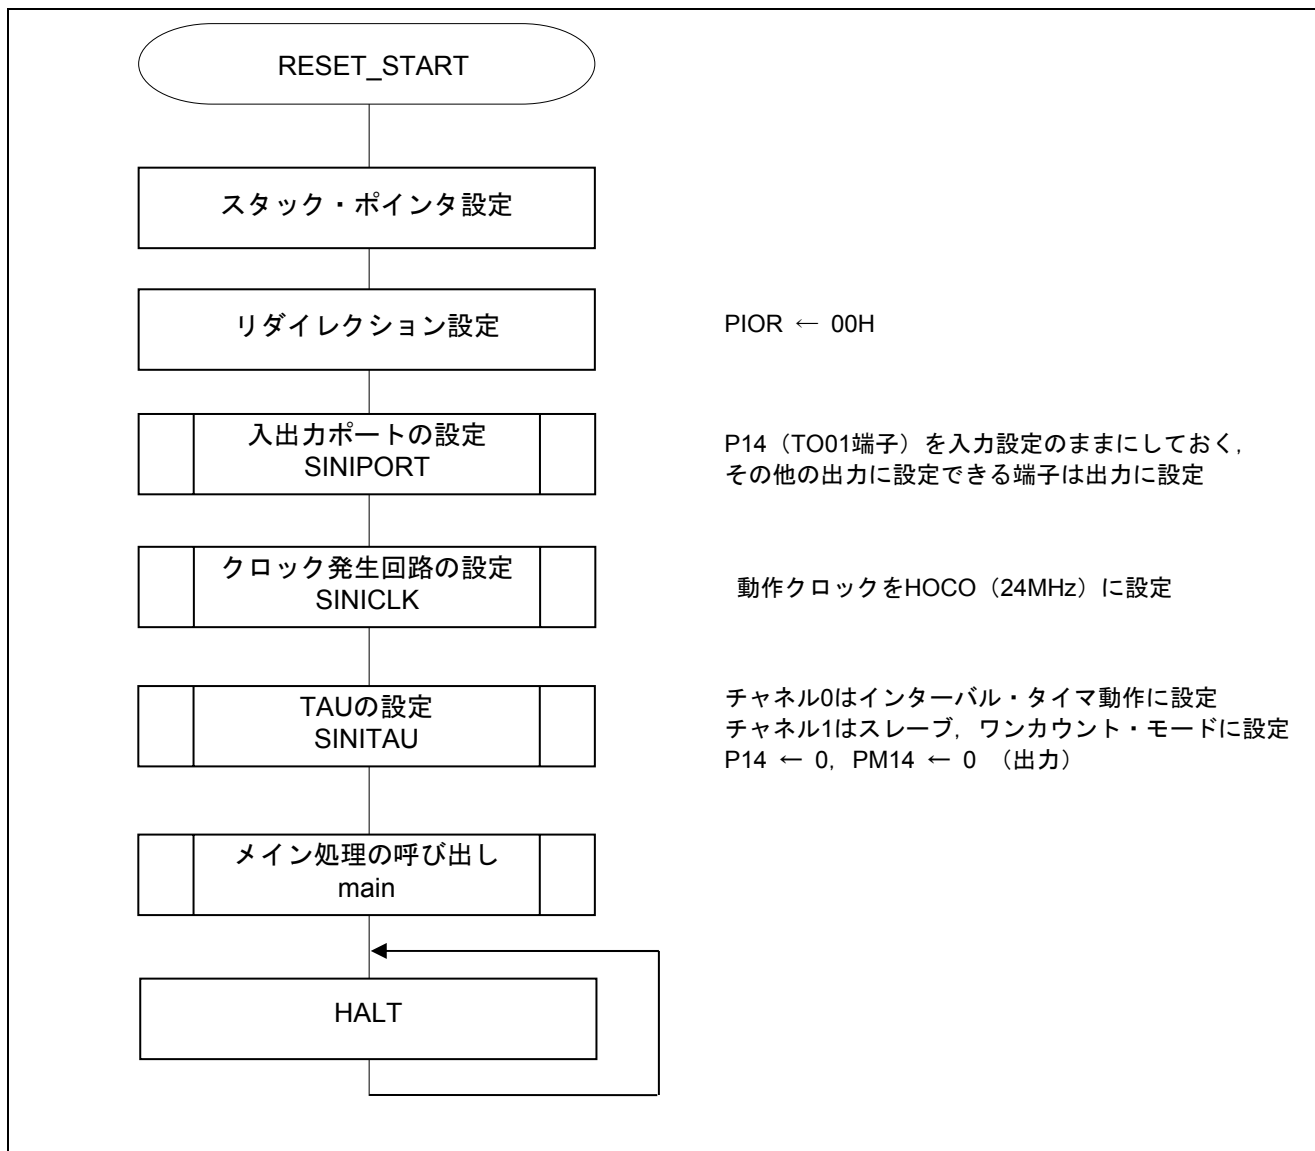 RESET_START
スタック・ポインタ設定
リダイレクション設定
PIOR ← 00H
入出力ポートの設定
SINIPORT
P14（TO01端子）を入力設定のままにしておく,
その他の出力に設定できる端子は出力に設定
クロック発生回路の設定
SINICLK
動作クロックをHOCO（24MHz）に設定
TAUの設定
SINITAU
チャネル0はインターバル・タイマ動作に設定
チャネル1はスレーブ, ワンカウント・モードに設定
P14 ← 0, PM14 ← 0 （出力）
メイン処理の呼び出し
main
HALT